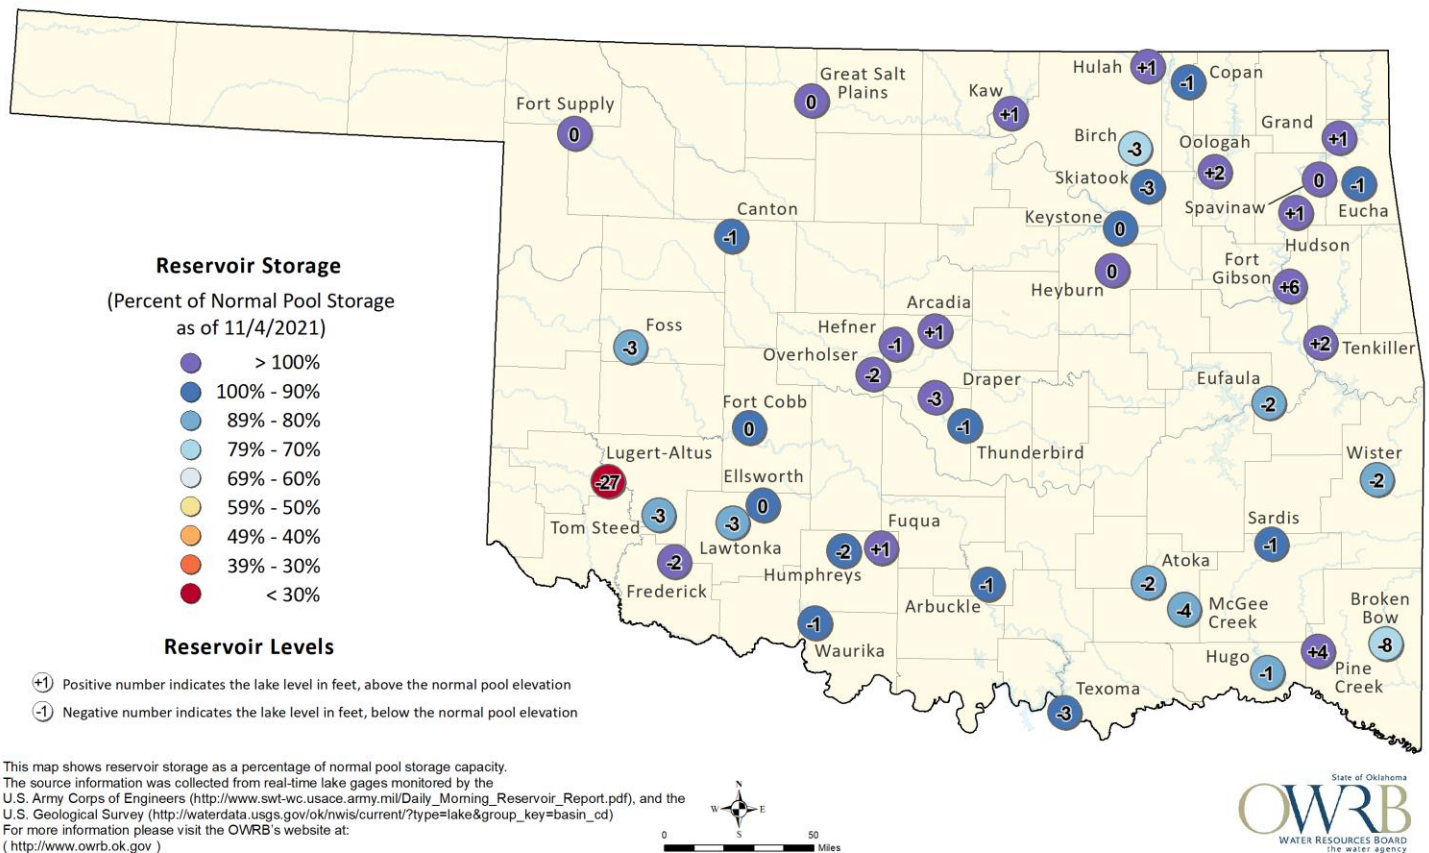 Hulah
+1
-1
Copan
Great Salt
Plains
0
Kaw
+1
Fort Supply
0
Grand
+1
Birch
-3
Oologah
+2
Skiatook
-3
0
-1
Spavinaw
Eucha
+1
Hudson
Canton
-1
Keystone
0
Heyburn
0
Fort
Gibson
+6
Reservoir Storage
(Percent of Normal Pool Storage
as of 11/4/2021)
> 100%
100% - 90%
89% - 80%
79% - 70%
69% - 60%
59% - 50%
49% - 40%
39% - 30%
< 30%
Foss
-3
Arcadia
+1
Hefner
-1
Overholser
-2
Draper
-3
-1
Thunderbird
+2
Tenkiller
Eufaula
-2
Fort Cobb
0
Lugert-Altus
-27
Ellsworth
0
Wister
-2
Tom Steed
-3
-3
Lawtonka
-2
Frederick
Fuqua
-2
+1
Humphreys
Sardis
-1
Atoka
-2
-4
McGee
Creek
Arbuckle
-1
Broken
Bow
-8
-1
Waurika
Hugo
-1
+4
Pine
Creek
Texoma
-3
Reservoir Levels
+1 Positive number indicates the lake level in feet, above the normal pool elevation
-1 Negative number indicates the lake level in feet, below the normal pool elevation
This map shows reservoir storage as a percentage of normal pool storage capacity.
The source information was collected from real-time lake gages monitored by the
U.S. Army Corps of Engineers (http://www.swt-wc.usace.army.mil/Daily_Morning_Reservoir_Report.pdf), and the
U.S. Geological Survey (http://waterdata.usgs.gov/ok/nwis/current/?type=lake&group_key=basin_cd)
For more information please visit the OWRB's website at:
( http://www.owrb.ok.gov )
N
W E
S
0 50
Miles
State of Oklahoma
OWRB
WATER RESOURCES BOARD
the water agency